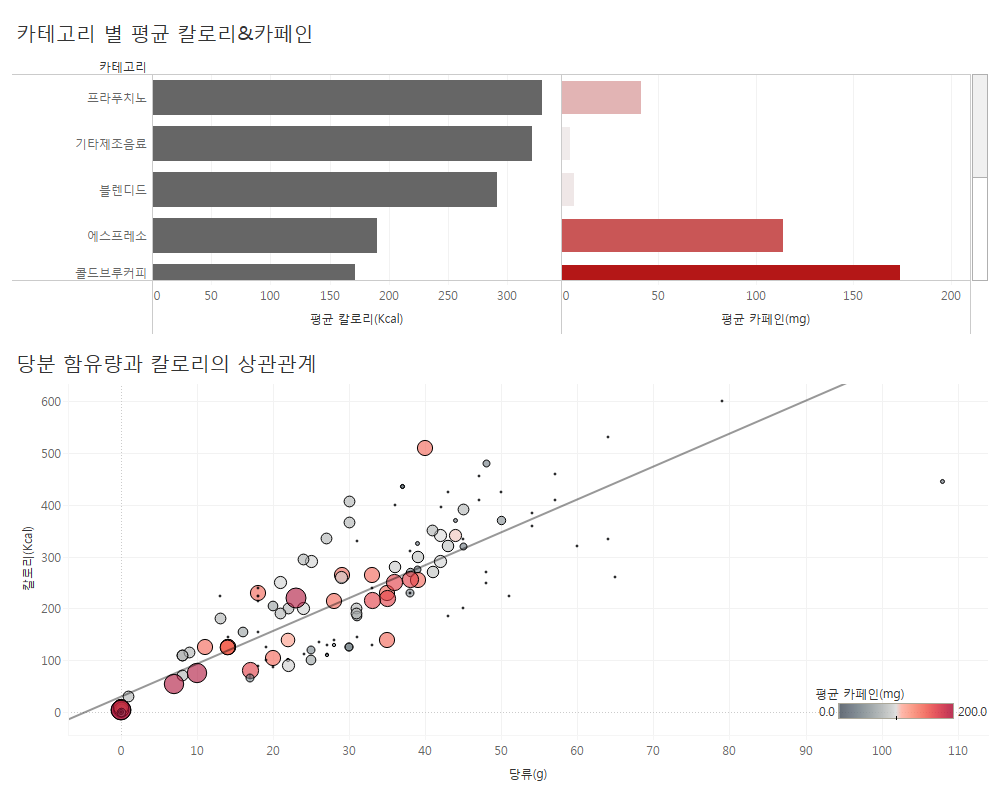 카테고리 별 평균 칼로리&카페인
카테고리
프라푸치노
기타제조음료
블렌디드
에스프레소
콜드브루커피
0 50 100 150 200 250 300 0 50 100 150 200
평균 칼로리(Kcal) 평균 카페인(mg)
당분 함유량과 칼로리의 상관관계
600
500
400
300
200
100
0
칼로리(Kcal)
평균 카페인(mg)
0.0 200.0
0 10 20 30 40 50 60 70 80 90 100 110
당류(g)